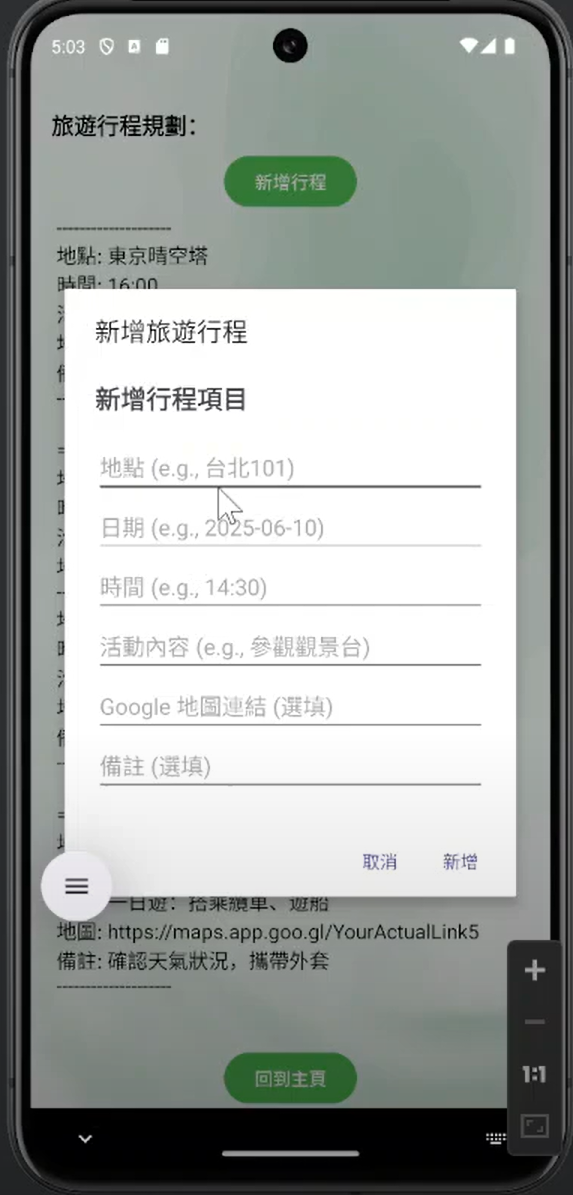 5:03
旅遊行程規劃：
新增行程
--------------------
地點: 東京晴空塔
時間: 16:00
新增旅遊行程
新增行程項目
地點 (e.g., 台北101)
日期 (e.g., 2025-06-10)
時間 (e.g., 14:30)
活動內容 (e.g., 參觀觀景台)
Google 地圖連結 (選填)
備註 (選填)
取消
新增
一日遊：搭乘纜車、遊船
地圖: https://maps.app.goo.gl/YourActualLink5
備註: 確認天氣狀況，攜帶外套
--------------------
回到主頁
1:1